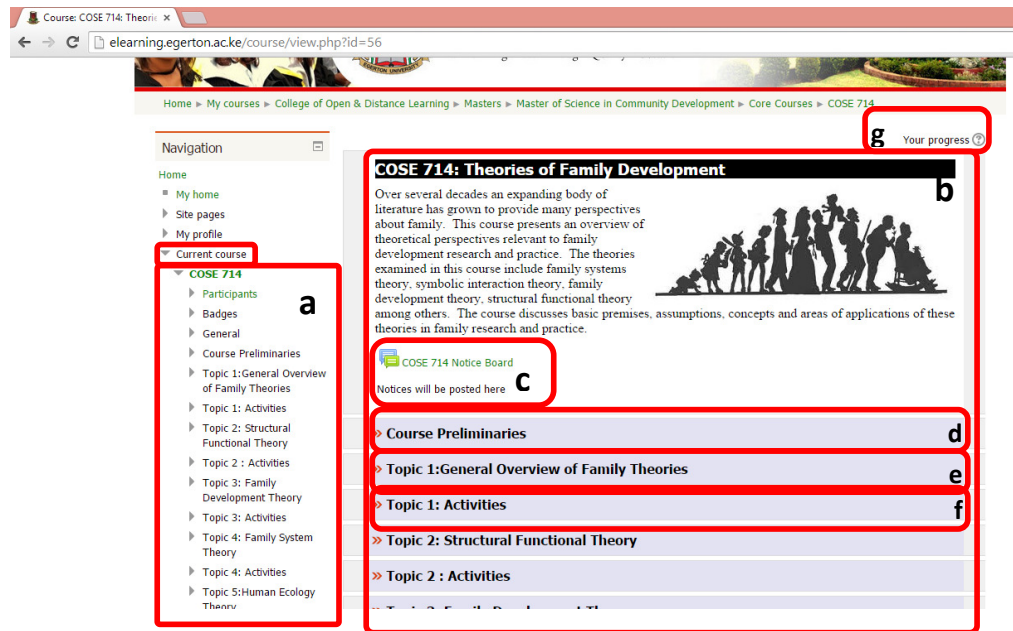 Course: COSE 714: Theorie
elearning.egerton.ac.ke/course/view.php?id=56
EGERTON UNIVERSITY
Home ► My courses ► College of Open & Distance Learning ► Masters ► Master of Science in Community Development ► Core Courses ► COSE 714
g
Your progress
Navigation
Home
My home
Site pages
My profile
Current course
COSE 714
a
Participants
Badges
General
Course Preliminaries
Topic 1:General Overview
of Family Theories
Topic 1: Activities
Topic 2: Structural
Functional Theory
Topic 2 : Activities
Topic 3: Family
Development Theory
Topic 3: Activities
Topic 4: Family System
Theory
Topic 4: Activities
Topic 5:Human Ecology
Theory
COSE 714: Theories of Family Development
b
Over several decades an expanding body of
literature has grown to provide many perspectives
about family. This course presents an overview of
theoretical perspectives relevant to family
development research and practice. The theories
examined in this course include family systems
theory, symbolic interaction theory, family
development theory, structural functional theory
among others. The course discusses basic premises, assumptions, concepts and areas of applications of these
theories in family research and practice.
COSE 714 Notice Board
Notices will be posted here
c
» Course Preliminaries
d
» Topic 1:General Overview of Family Theories
e
» Topic 1: Activities
f
» Topic 2: Structural Functional Theory
» Topic 2 : Activities